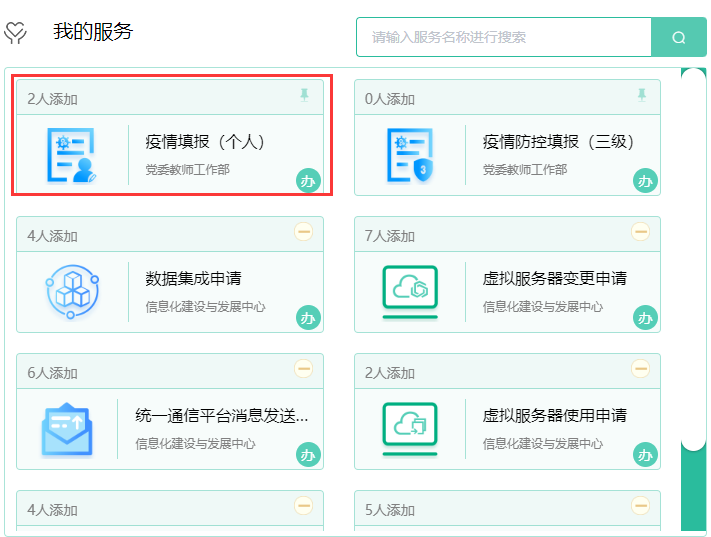 我的服务
请输入服务名称进行搜索
2人添加
疫情填报（个人）
党委教师工作部
办
0人添加
疫情防控填报（三级）
党委教师工作部
办
4人添加
数据集成申请
信息化建设与发展中心
办
7人添加
虚拟服务器变更申请
信息化建设与发展中心
办
6人添加
统一通信平台消息发送...
信息化建设与发展中心
办
2人添加
虚拟服务器使用申请
信息化建设与发展中心
办
4人添加
5人添加